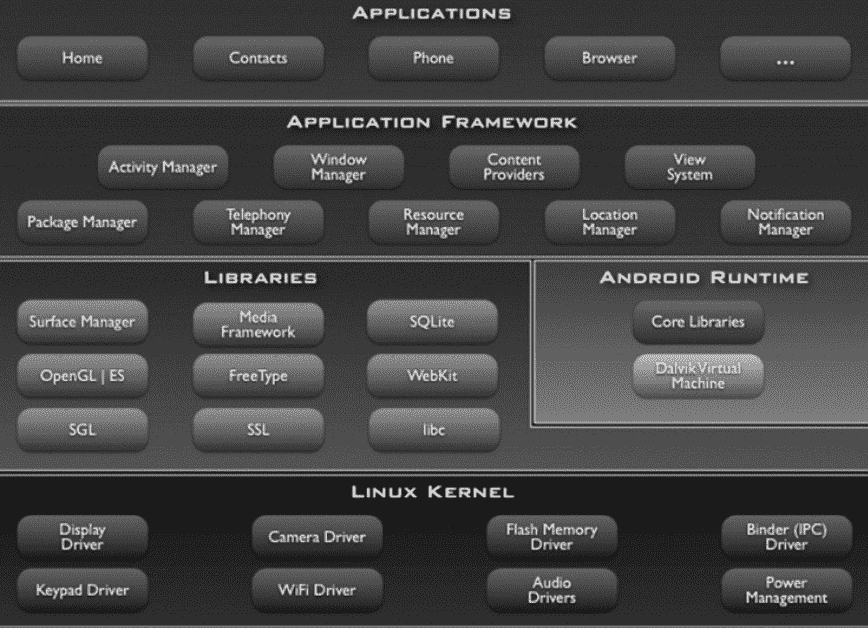 APPLICATIONS
Home
Contacts
Phone
Browser
...
APPLICATION FRAMEWORK
Activity Manager
Window
Manager
Content
Providers
View
System
Package Manager
Telephony
Manager
Resource
Manager
Location
Manager
Notification
Manager
LIBRARIES
Surface Manager
Media
Framework
SQLite
OpenGL | ES
FreeType
WebKit
SGL
SSL
libc
ANDROID RUNTIME
Core Libraries
Dalvik Virtual
Machine
LINUX KERNEL
Display
Driver
Camera Driver
Flash Memory
Driver
Binder (IPC)
Driver
Keypad Driver
WiFi Driver
Audio
Drivers
Power
Management